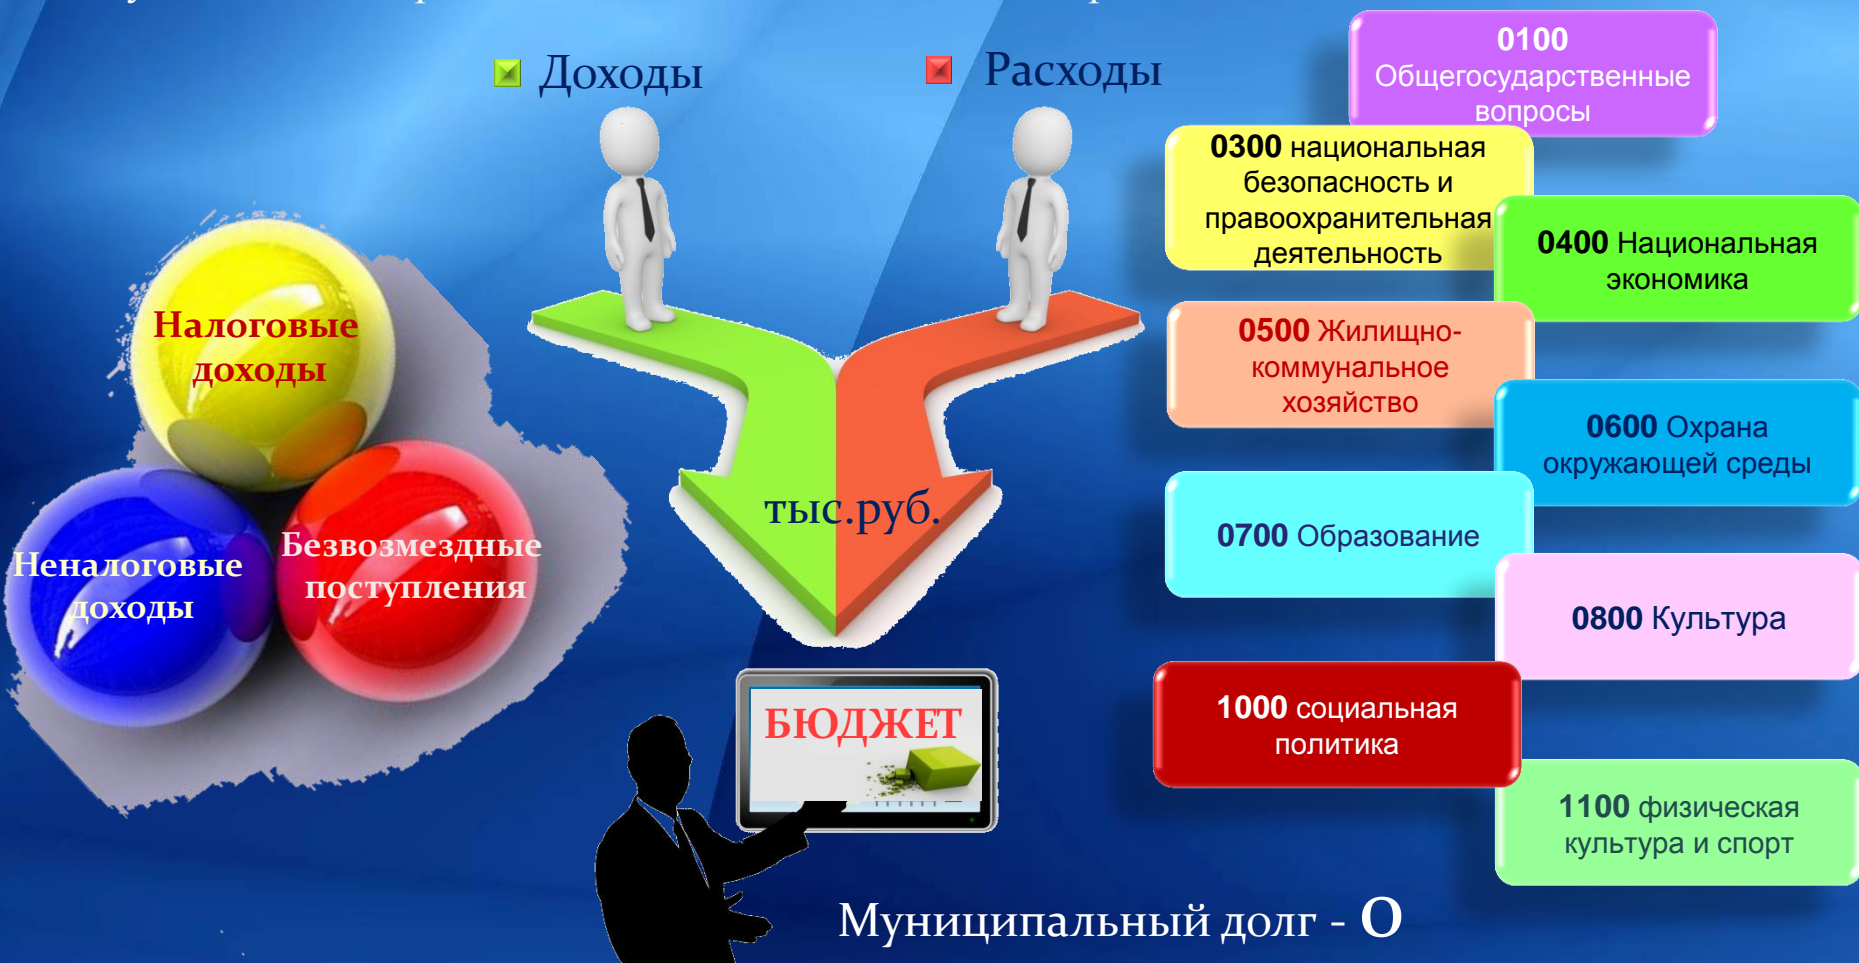 Доходы
Расходы
Налоговые
доходы
Неналоговые
доходы
Безвозмездные
поступления
тыс.руб.
БЮДЖЕТ
0100
Общегосударственные
вопросы
0300 национальная
безопасность и
правоохранительная
деятельность
0400 Национальная
экономика
0500 Жилищно-
коммунальное
хозяйство
0600 Охрана
окружающей среды
0700 Образование
0800 Культура
1000 социальная
политика
1100 физическая
культура и спорт
Муниципальный долг - 0